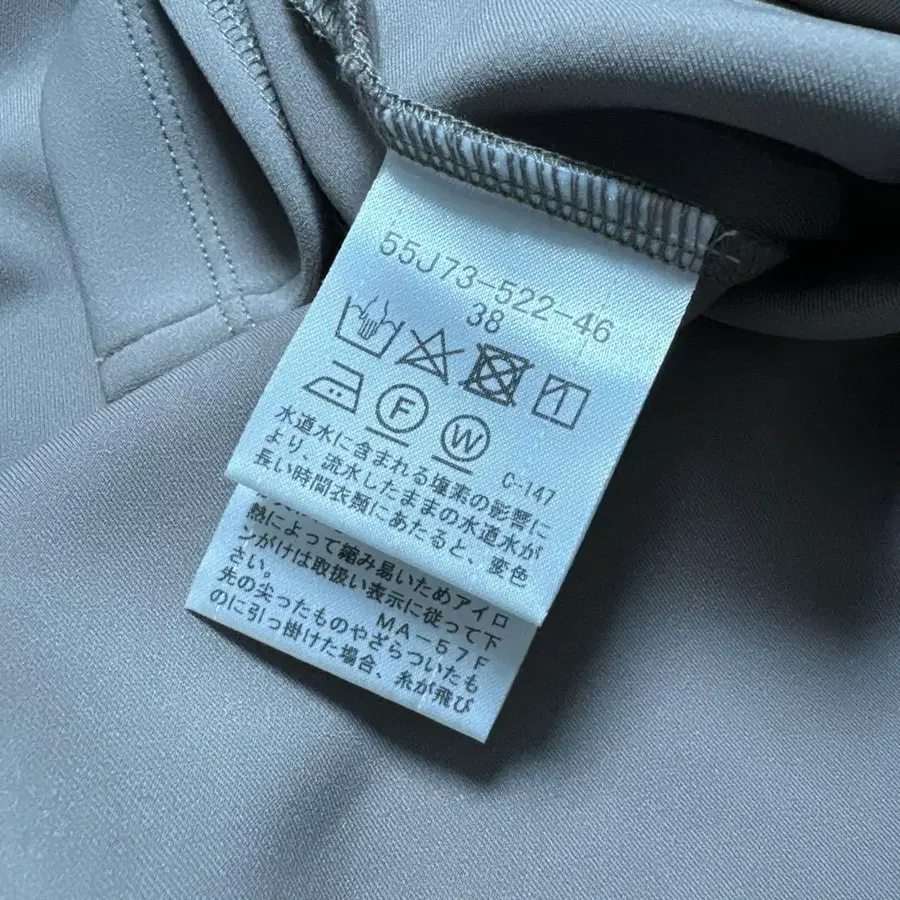 55J73-522-46
38
F
W
C-147
水道水に含まれる塩素の影響に
より、流水したままの水道水が
長い時間衣類にあたると、変色
熱によって縮み易いためアイロ
ンがけは取扱い表示に従って下
さい。
MA-57F
先の尖ったものやざらついたも
のに引っ掛けた場合、糸が飛び